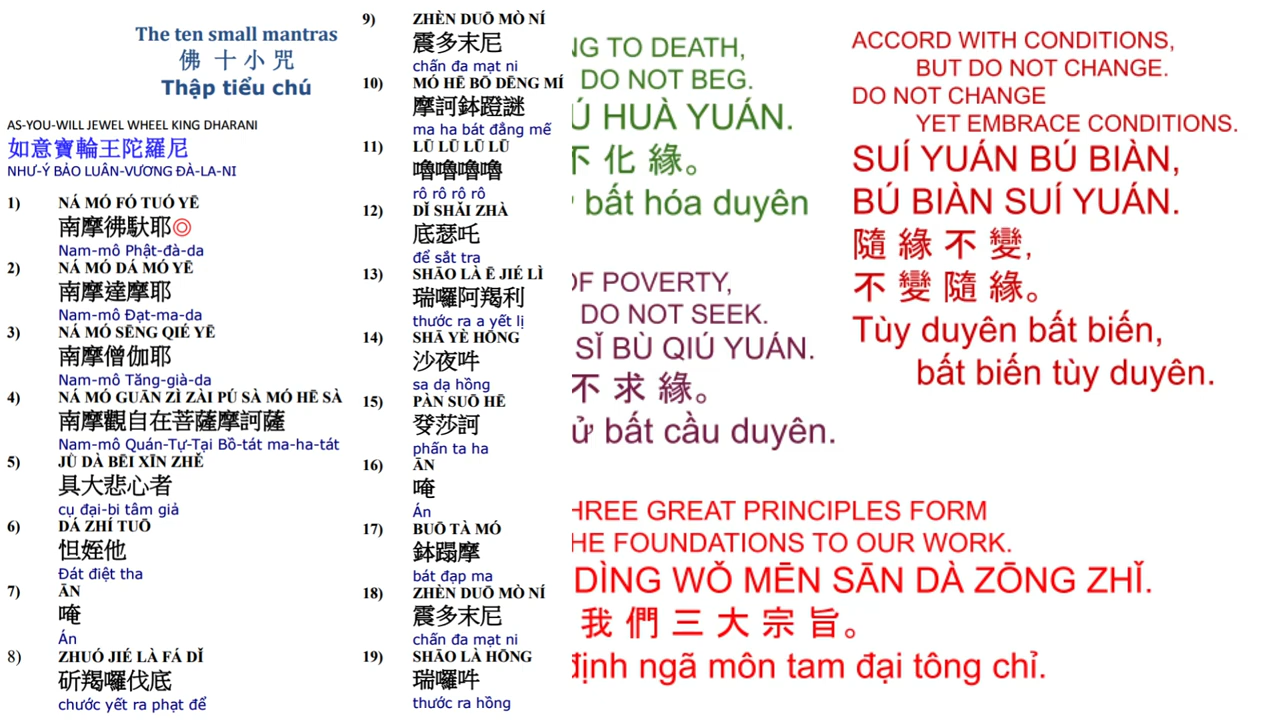 The ten small mantras
佛 十 小 咒
Thập tiểu chú
AS-YOU-WILL JEWEL WHEEL KING DHARANI
如意寶輪王陀羅尼
NHƯ-Ý BẢO LUÂN-VƯƠNG ĐÀ-LA-NI
1) NÁ MÓ FÓ TUÓ YĒ
南摩彿馱耶◎
Nam-mô Phật-đà-da
2) NÁ MÓ DÁ MÓ YĒ
南摩達摩耶
Nam-mô Đạt-ma-da
3) NÁ MÓ SĒNG QIÉ YĒ
南摩僧伽耶
Nam-mô Tăng-già-da
4) NÁ MÓ GUĀN ZÌ ZÀI PÚ SÀ MÓ HĒ SÀ
南摩觀自在菩薩摩訶薩
Nam-mô Quán-Tự-Tại Bồ-tát ma-ha-tát
5) JÙ DÀ BĒI XĪN ZHĚ
具大悲心者
cụ đại-bi tâm giả
6) DÁ ZHÍ TUŌ
怛姪他
Đát điệt tha
7) ĀN
唵
Án
8) ZHUÓ JIÉ LÀ FÁ DǏ
斫羯囉伐底
chước yết ra phạt để
9) ZHÈN DUŌ MÒ NÍ
震多末尼
chấn đa mạt ni
10) MÓ HĒ BŌ DĒNG MÍ
摩訶鉢蹬謎
ma ha bát đẳng mế
11) LŪ LŪ LŪ LŪ
嚕嚕嚕嚕
rô rô rô rô
12) DǏ SHǍI ZHÀ
底瑟吒
để sắt tra
13) SHĀO LÀ Ē JIÉ LÌ
瑞囉阿羯利
thước ra a yết lị
14) SHĀ YÈ HŌNG
沙夜吽
sa dạ hồng
15) PÀN SUŌ HĒ
癹莎訶
phấn ta ha
16) ĀN
唵
Án
17) BUŌ TÀ MÓ
鉢蹋摩
bát đạp ma
18) ZHÈN DUŌ MÒ NÍ
震多末尼
chấn đa mạt ni
19) SHĀO LÀ HŌNG
瑞囉吽
thước ra hồng
NG TO DEATH,
DO NOT BEG.
Ú HUÀ YUÁN.
不 化 緣。
bất hóa duyên
OF POVERTY,
DO NOT SEEK.
SǏ BÙ QIÚ YUÁN.
不 求 緣。
ử bất cầu duyên.
ACCORD WITH CONDITIONS,
BUT DO NOT CHANGE.
DO NOT CHANGE
YET EMBRACE CONDITIONS.
SUÍ YUÁN BÚ BIÀN,
BÚ BIÀN SUÍ YUÁN.
隨 緣 不 變,
不 變 隨 緣。
Tùy duyên bất biến,
bất biến tùy duyên.
HREE GREAT PRINCIPLES FORM
HE FOUNDATIONS TO OUR WORK.
DÌNG WǑ MĒN SĀN DÀ ZŌNG ZHǏ.
我 們 三 大 宗 旨。
định ngã môn tam đại tông chỉ.